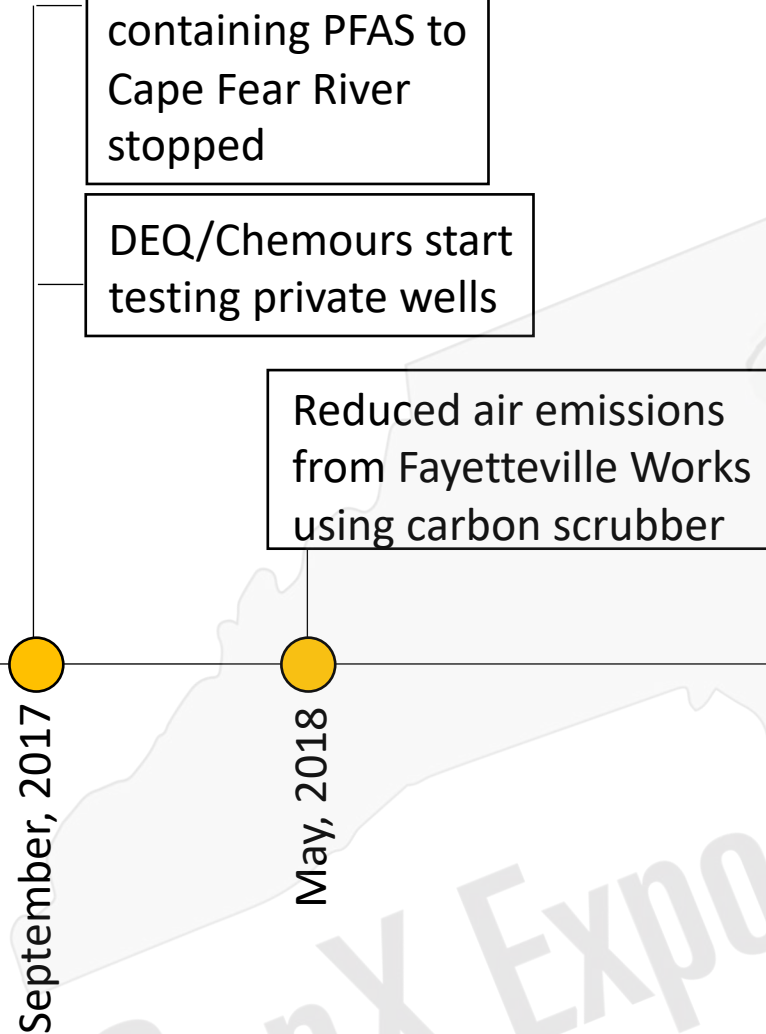 containing PFAS to
Cape Fear River
stopped
DEQ/Chemours start
testing private wells
Reduced air emissions
from Fayetteville Works
using carbon scrubber
September, 2017
May, 2018